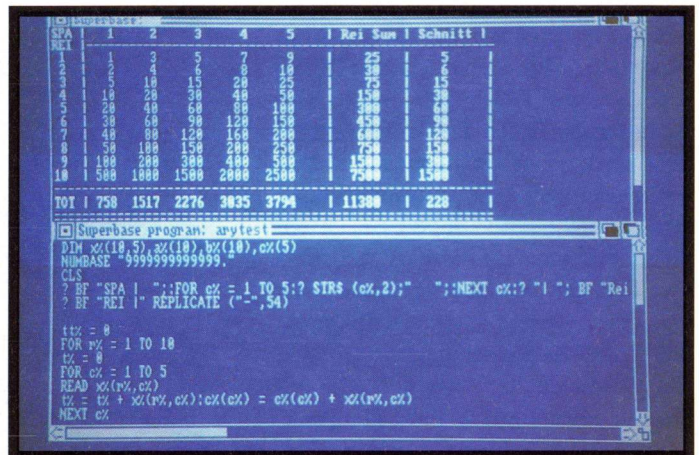 Superbase:
SPA | 1 2 3 4 5 | Rei Sum | Schnitt |
REI |
1 | 1 3 5 7 9 | 25 | 5 |
2 | 2 4 6 8 10 | 30 | 6 |
3 | 5 10 15 20 25 | 75 | 15 |
4 | 10 20 30 40 50 | 150 | 30 |
5 | 20 40 60 80 100 | 300 | 60 |
6 | 30 60 90 120 150 | 450 | 90 |
7 | 40 80 120 160 200 | 600 | 120 |
8 | 50 100 150 200 250 | 750 | 150 |
9 | 100 200 300 400 500 | 1500 | 300 |
10 | 500 1000 1500 2000 2500 | 7500 | 1500 |
TOT | 758 1517 2276 3035 3794 | 11380 | 228 |
Superbase program: arytest
DIM x%(10,5),a%(10),b%(10),c%(5)
NUMBASE "9999999999999."
CLS
? BF "SPA | ";:FOR c% = 1 TO 5:? STR$ (c%,2);" ";:NEXT c%:? "| "; BF "Rei
? BF "REI |" REPLICATE ("-",54)
tt% = 0
FOR r% = 1 TO 10
t% = 0
FOR c% = 1 TO 5
READ x%(r%,c%)
t% = t% + x%(r%,c%):c%(c%) = c%(c%) + x%(r%,c%)
NEXT c%